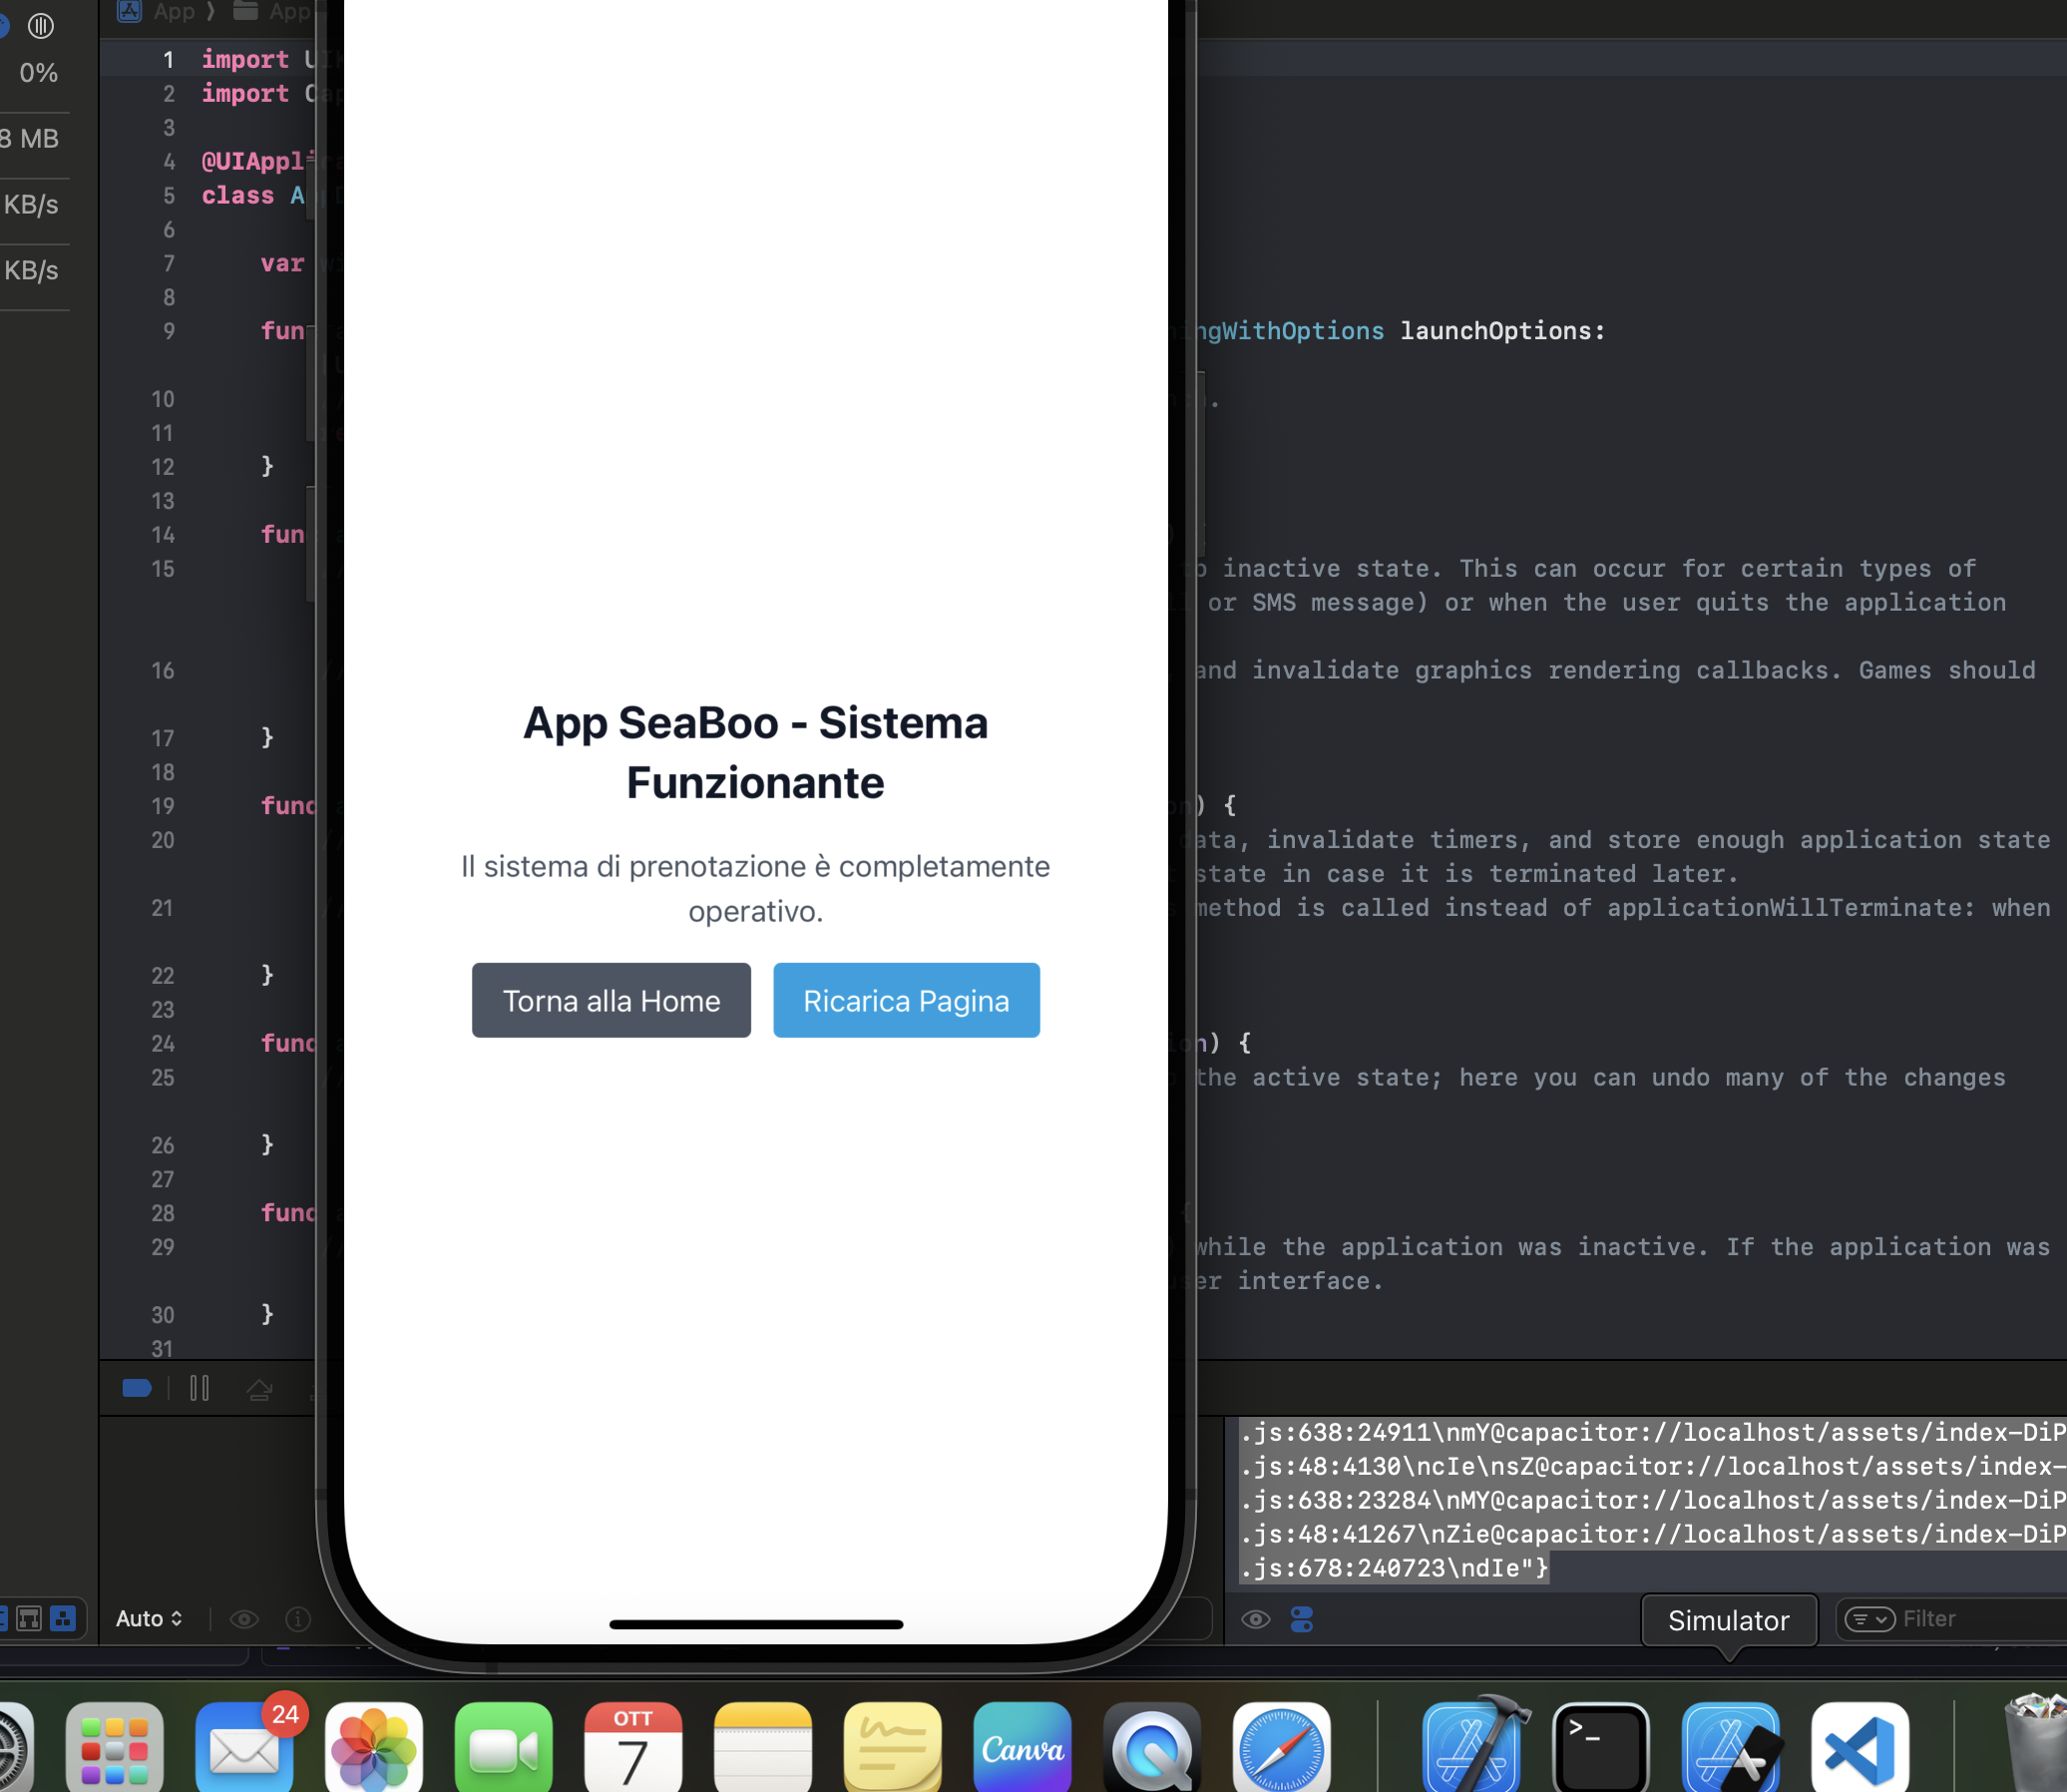 App
App
0%
8 MB
KB/s
KB/s
1 import
2 import
3
4 @UIAppli
5 class
6
7 var
8
9 fun
ngWithOptions launchOptions:
10
11
12 }
13
14 fun
15
inactive state. This can occur for certain types of
or SMS message) or when the user quits the application
16
and invalidate graphics rendering callbacks. Games should
17 }
18
19 func
) {
20
data, invalidate timers, and store enough application state
state in case it is terminated later.
21
method is called instead of applicationWillTerminate: when
22 }
23
24 func
) {
25
the active state; here you can undo many of the changes
26 }
27
28 func
29
while the application was inactive. If the application was
user interface.
30 }
31
App SeaBoo - Sistema
Funzionante
Il sistema di prenotazione è completamente
operativo.
Torna alla Home
Ricarica Pagina
.js:638:24911\nmY@capacitor://localhost/assets/index-DiP
.js:48:4130\ncIe\nsZ@capacitor://localhost/assets/index-
.js:638:23284\nMY@capacitor://localhost/assets/index-DiP
.js:48:41267\nZie@capacitor://localhost/assets/index-DiP
.js:678:240723\ndIe"}
Auto
Simulator
Filter
24
OTT
7
Canva
>_